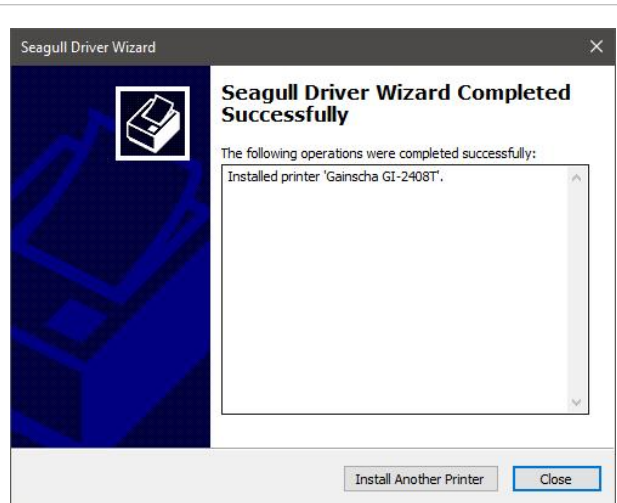 Seagull Driver Wizard
Seagull Driver Wizard Completed
Successfully
The following operations were completed successfully:
Installed printer 'Gainscha GI-2408T'.
Install Another Printer
Close